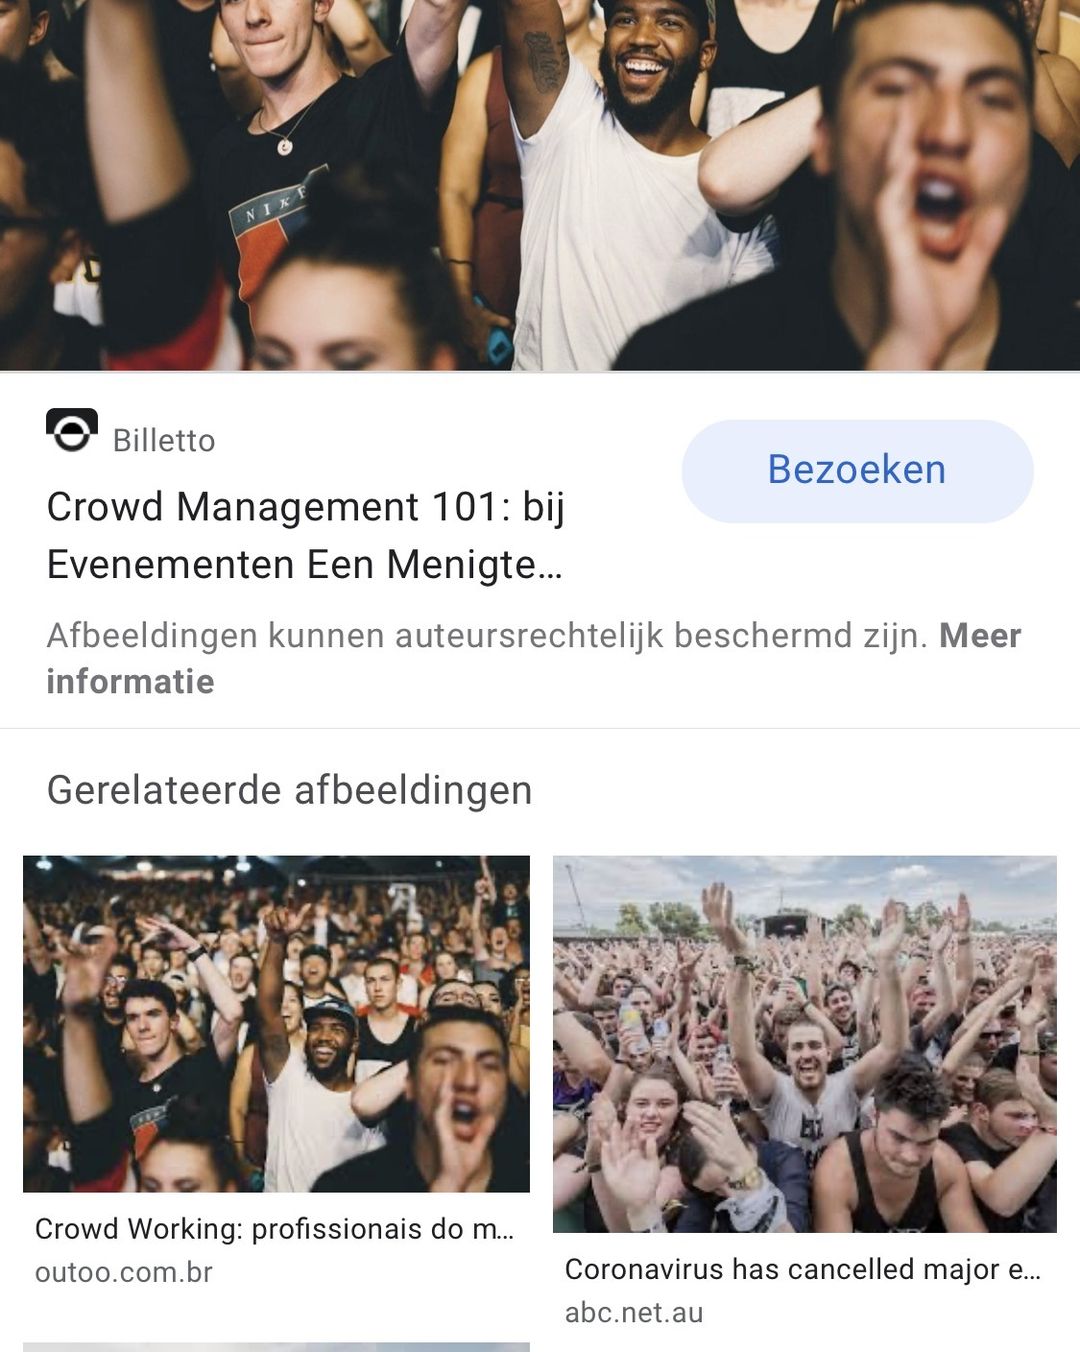 NIKE
Billetto
Bezoeken
Crowd Management 101: bij
Evenementen Een Menigte…
Afbeeldingen kunnen auteursrechtelijk beschermd zijn. Meer
informatie
Gerelateerde afbeeldingen
Crowd Working: profissionais do m…
outoo.com.br
Coronavirus has cancelled major e…
abc.net.au